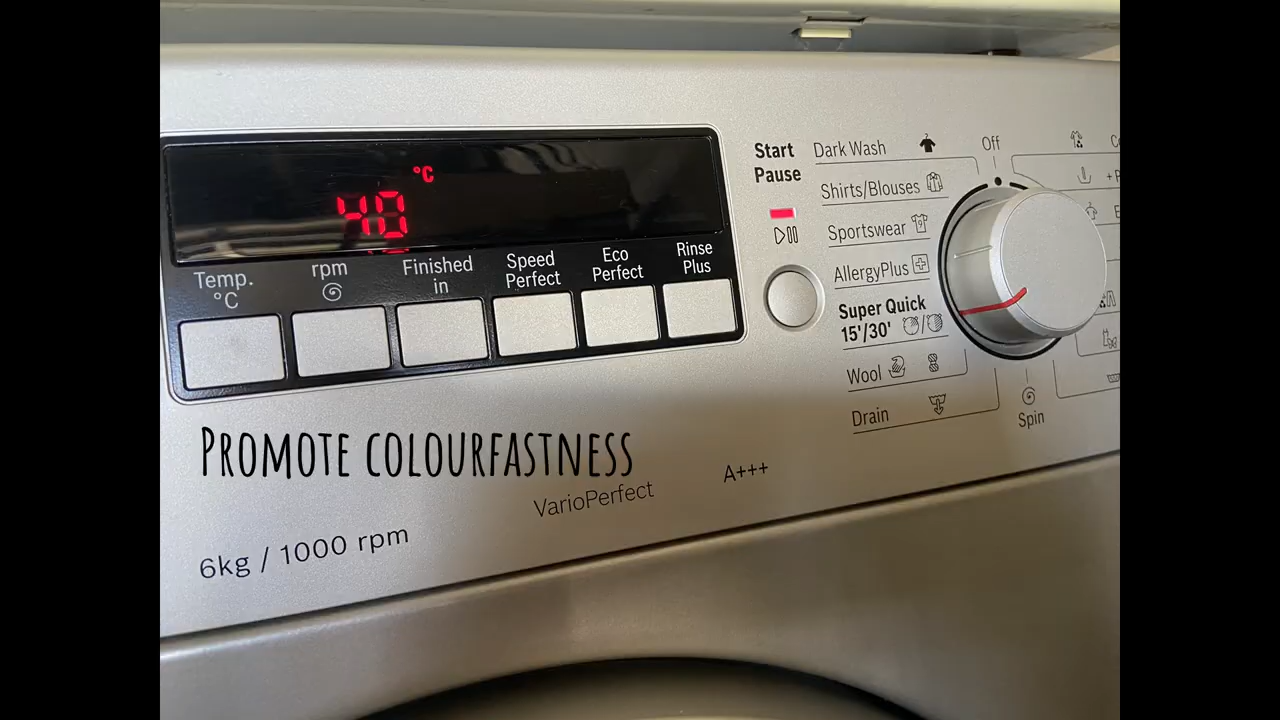 °C
40
Temp.
°C
rpm
Finished
in
Speed
Perfect
Eco
Perfect
Rinse
Plus
Start
Pause
Dark Wash
Shirts/Blouses
Sportswear
AllergyPlus
Super Quick
15'/30'
Wool
Drain
Off
Spin
Promote colourfastness
VarioPerfect
A+++
6kg / 1000 rpm